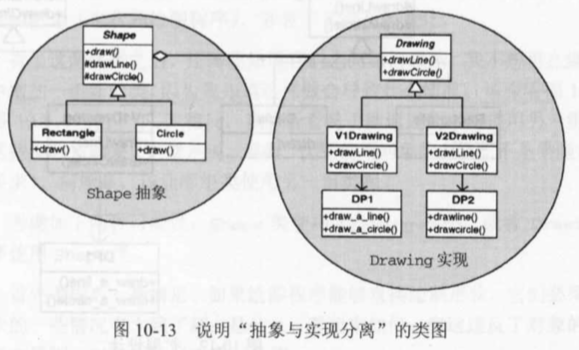 Shape
+draw()
#drawLine()
#drawCircle()
Rectangle
+draw()
Circle
+draw()
Shape 抽象
Drawing
+drawLine()
+drawCircle()
V1Drawing
+drawLine()
+drawCircle()
V2Drawing
+drawLine()
+drawCircle()
DP1
+draw_a_line()
+draw_a_circle()
DP2
+drawline()
+drawcircle()
Drawing 实现
图 10-13 说明“抽象与实现分离”的类图